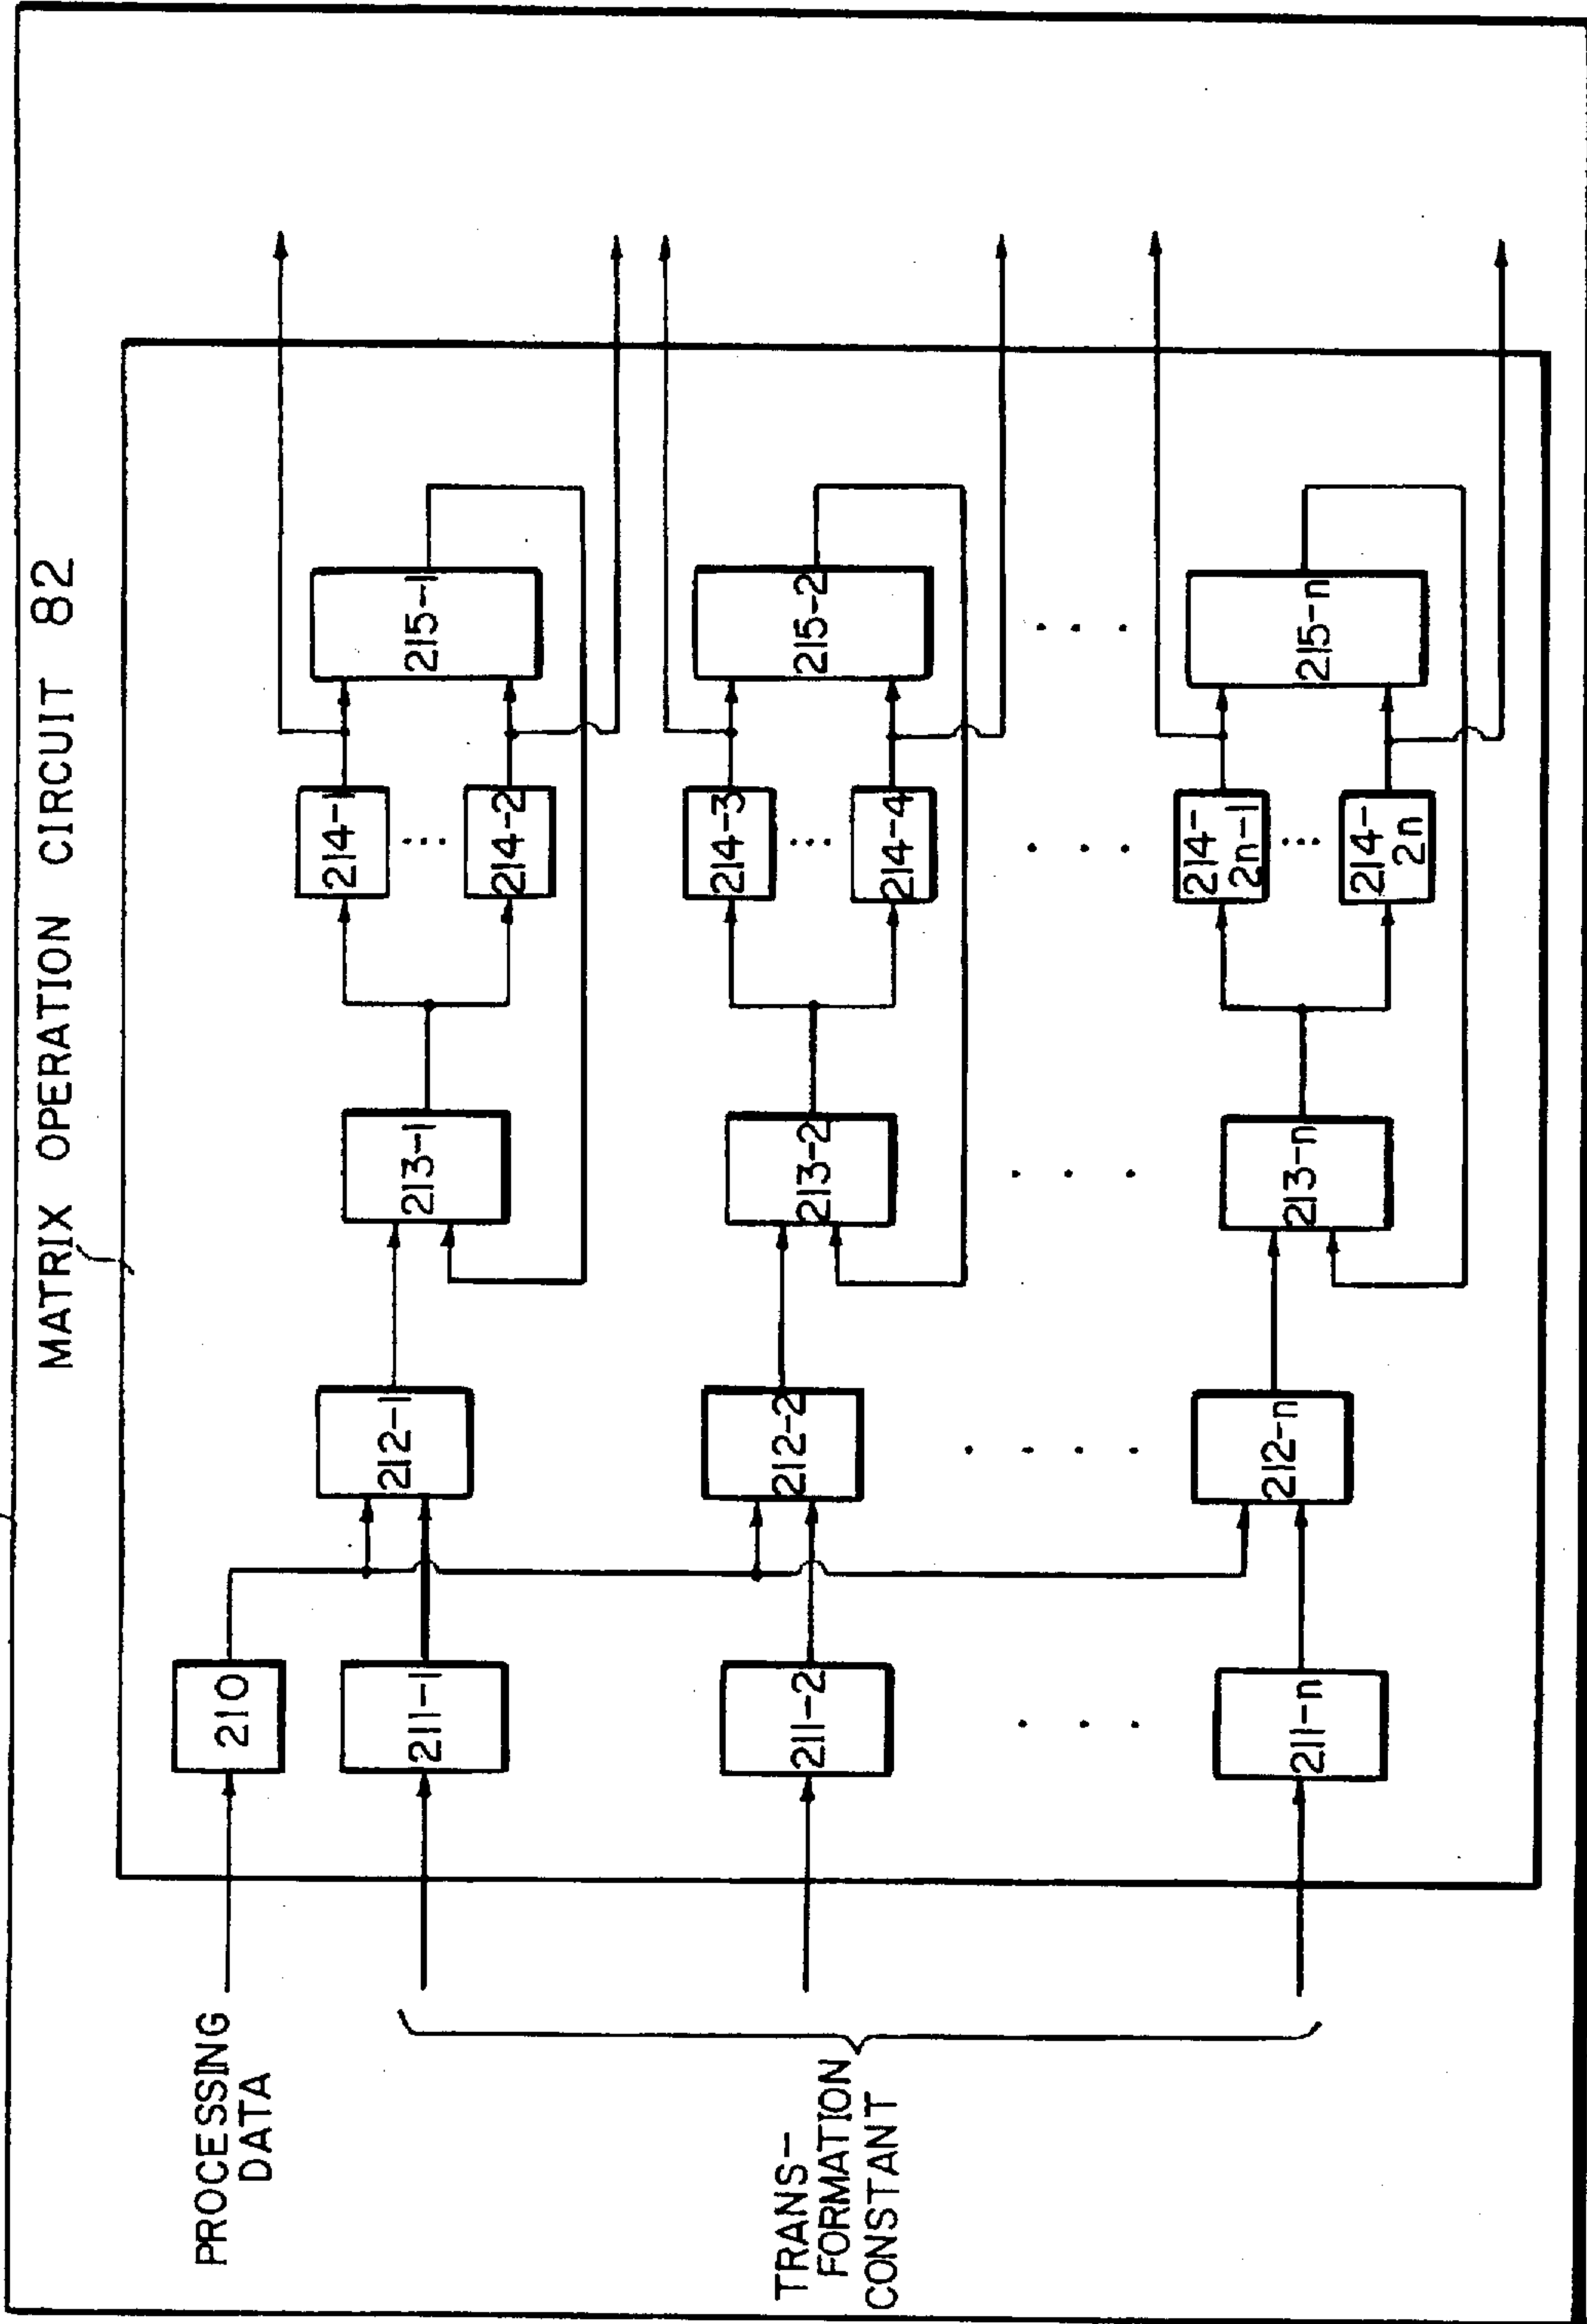 MATRIX OPERATION CIRCUIT 82
PROCESSING
DATA
TRANS-
FORMATION
CONSTANT
210
211-1
212-1
213-1
214-1
214-2
215-1
211-2
212-2
213-2
214-3
214-4
215-2
211-n
212-n
213-n
214-
2n-1
214-
2n
215-n